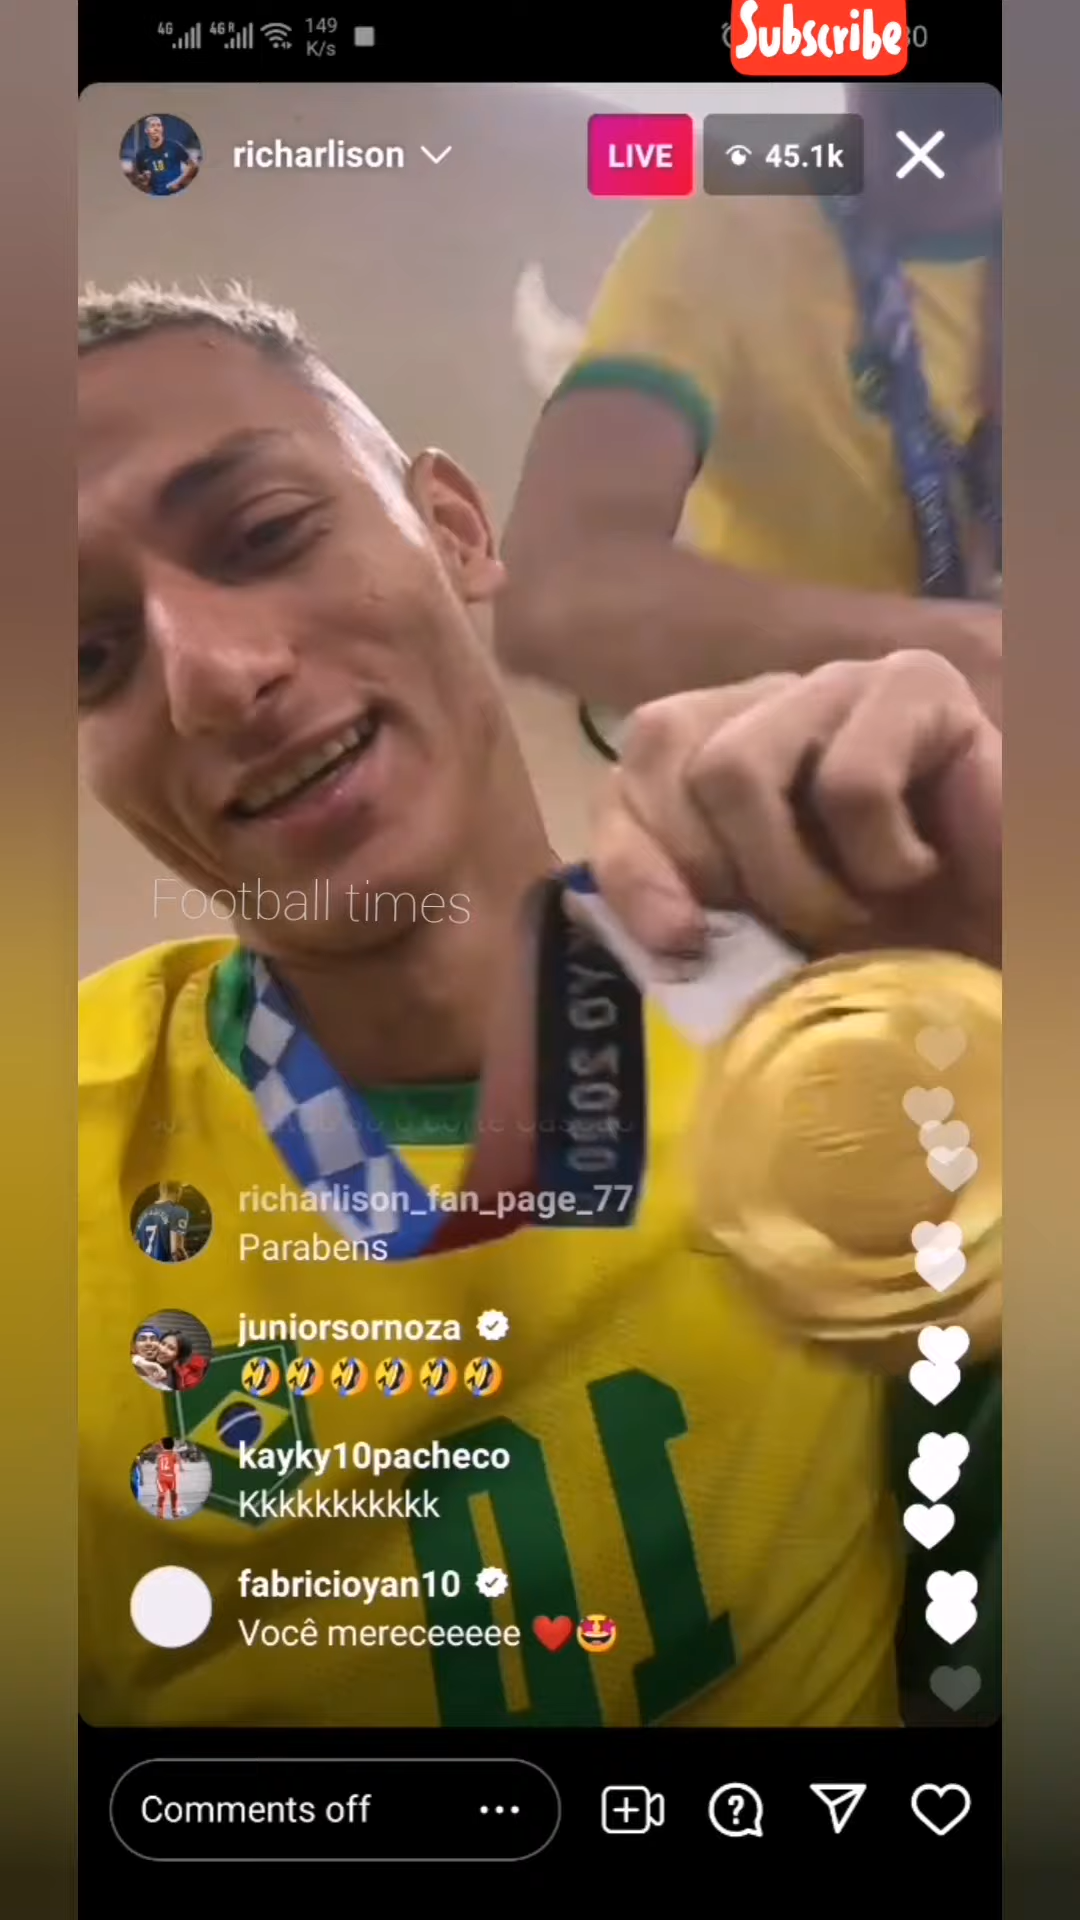 4G 4G R 149
K/s
Subscribe
richarlison
LIVE
45.1k
Football times
TOKYO 2020
richarlison_fan_page_77
Parabens
juniorsornoza
🤣🤣🤣🤣🤣🤣
kayky10pacheco
Kkkkkkkkkkk
fabricioyan10
Você mereceeeee ❤️🤩
10
Comments off